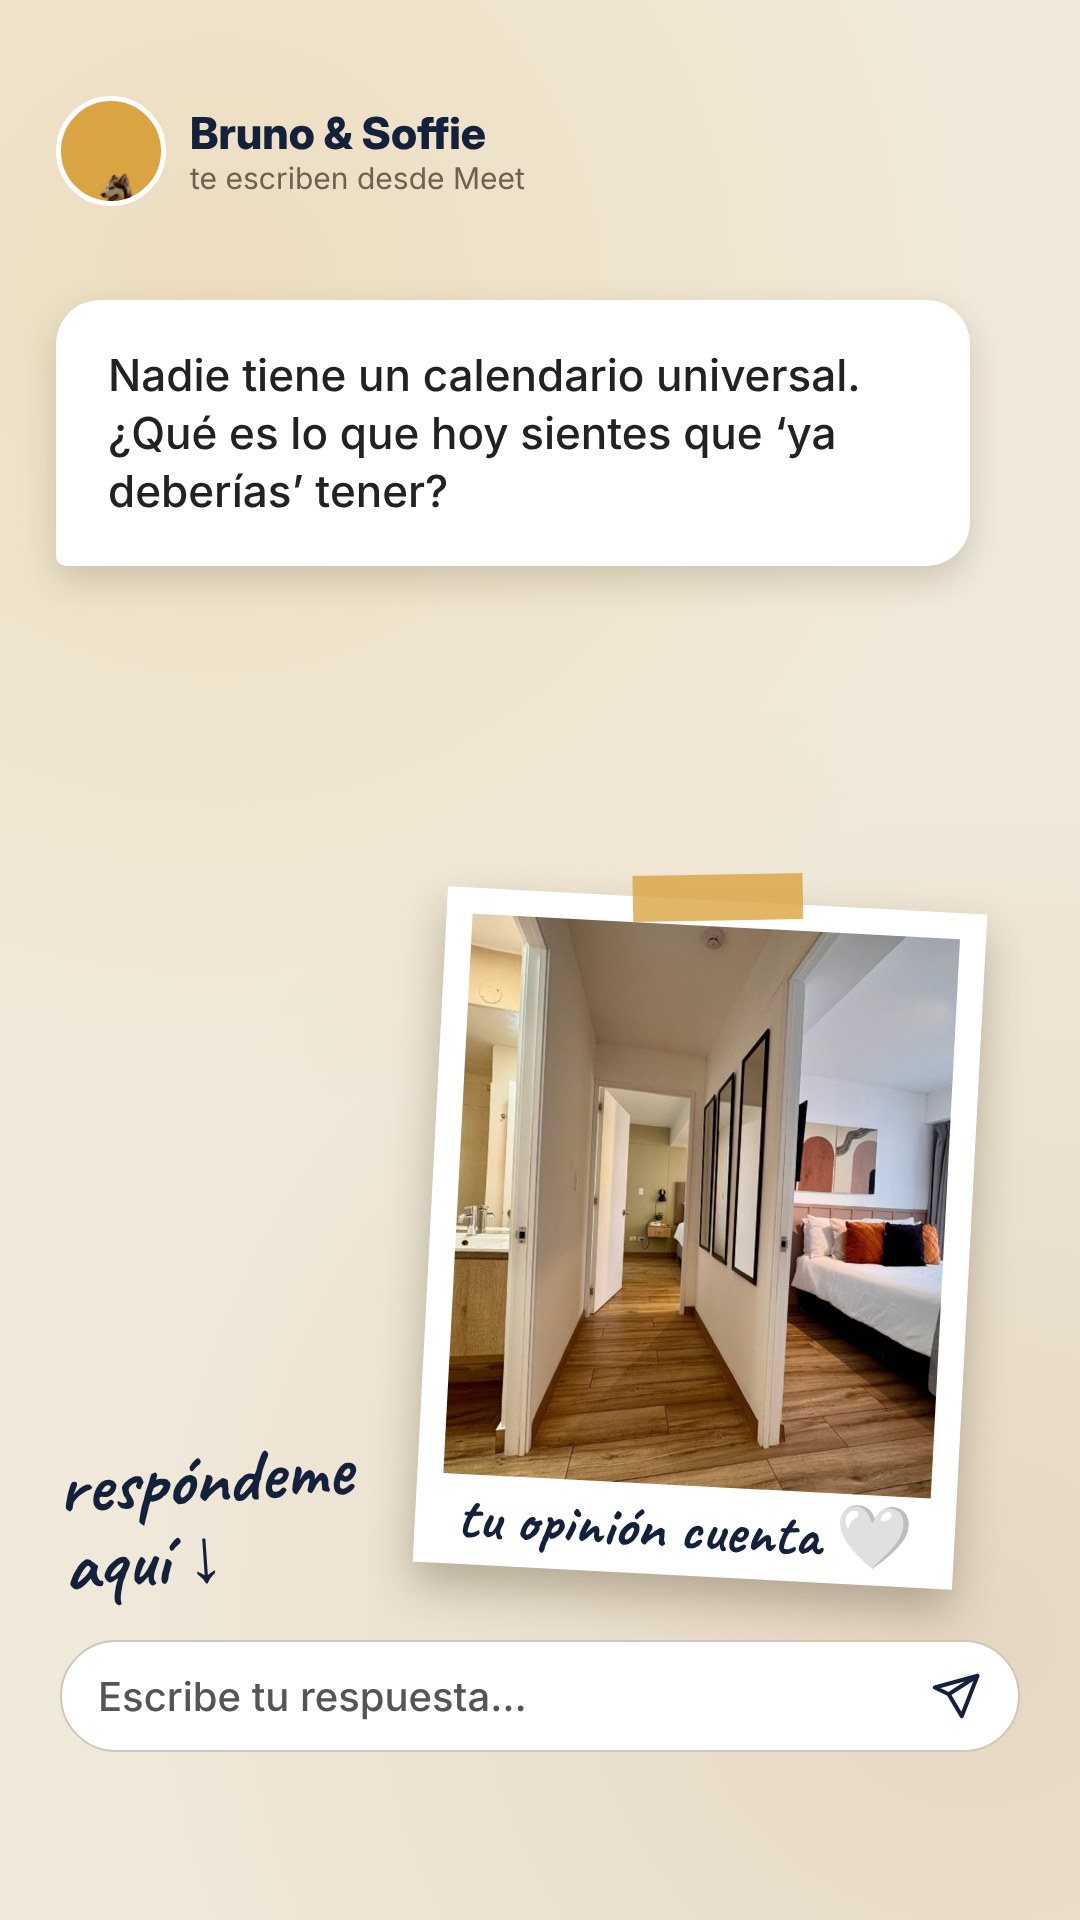 Bruno & Soffie
te escriben desde Meet
Nadie tiene un calendario universal.
¿Qué es lo que hoy sientes que ‘ya
deberías’ tener?
respóndeme
aquí ↓
tu opinión cuenta 🤍
Escribe tu respuesta...